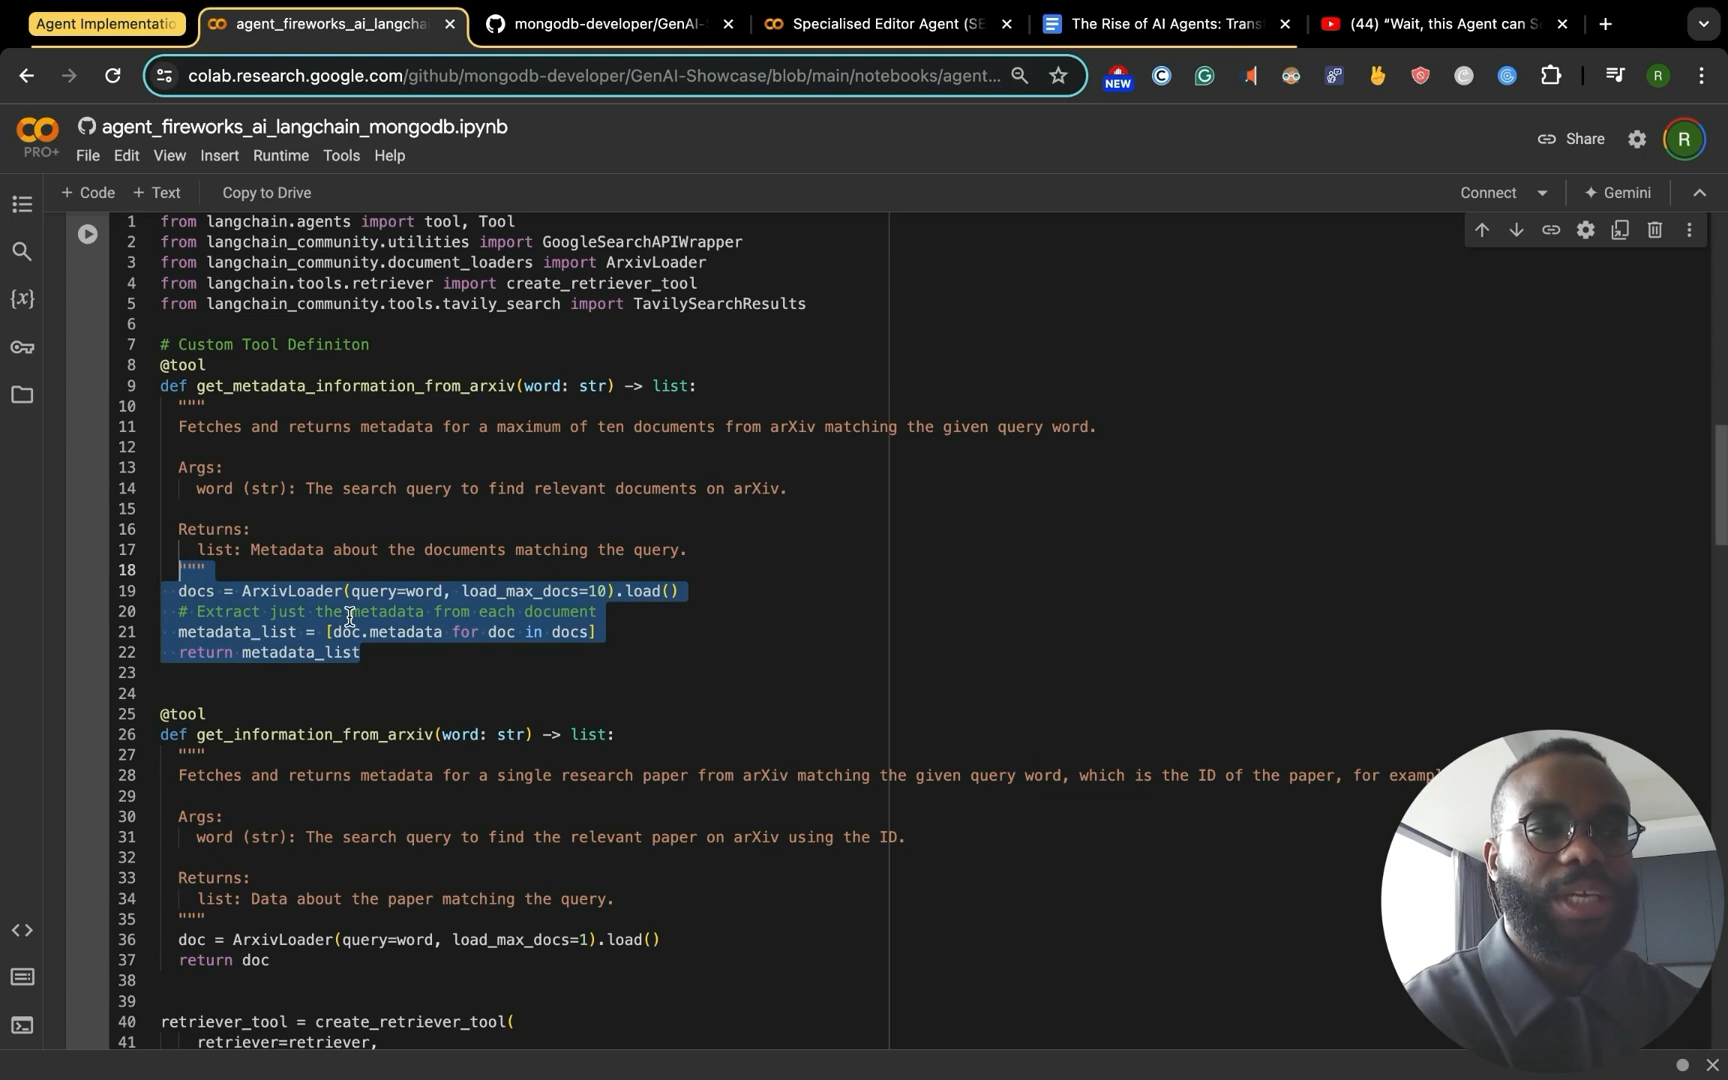 Agent Implementatio
agent_fireworks_ai_langcha
mongodb-developer/GenAI-
Specialised Editor Agent (SE
The Rise of AI Agents: Trans
(44) "Wait, this Agent can S
colab.research.google.com/github/mongodb-developer/GenAI-Showcase/blob/main/notebooks/agent...
NEW
R
PRO+
agent_fireworks_ai_langchain_mongodb.ipynb
Share
R
File Edit View Insert Runtime Tools Help
+ Code + Text Copy to Drive
Connect
Gemini
1 from langchain.agents import tool, Tool
2 from langchain_community.utilities import GoogleSearchAPIWrapper
3 from langchain_community.document_loaders import ArxivLoader
4 from langchain.tools.retriever import create_retriever_tool
5 from langchain_community.tools.tavily_search import TavilySearchResults
6
7 # Custom Tool Definiton
8 @tool
9 def get_metadata_information_from_arxiv(word: str) -> list:
10 """
11 Fetches and returns metadata for a maximum of ten documents from arXiv matching the given query word.
12
13 Args:
14 word (str): The search query to find relevant documents on arXiv.
15
16 Returns:
17 list: Metadata about the documents matching the query.
18 """
19 docs = ArxivLoader(query=word, load_max_docs=10).load()
20 # Extract just the metadata from each document
21 metadata_list = [doc.metadata for doc in docs]
22 return metadata_list
23
24
25 @tool
26 def get_information_from_arxiv(word: str) -> list:
27 """
28 Fetches and returns metadata for a single research paper from arXiv matching the given query word, which is the ID of the paper, for exampl
29
30 Args:
31 word (str): The search query to find the relevant paper on arXiv using the ID.
32
33 Returns:
34 list: Data about the paper matching the query.
35 """
36 doc = ArxivLoader(query=word, load_max_docs=1).load()
37 return doc
38
39
40 retriever_tool = create_retriever_tool(
41 retriever=retriever,